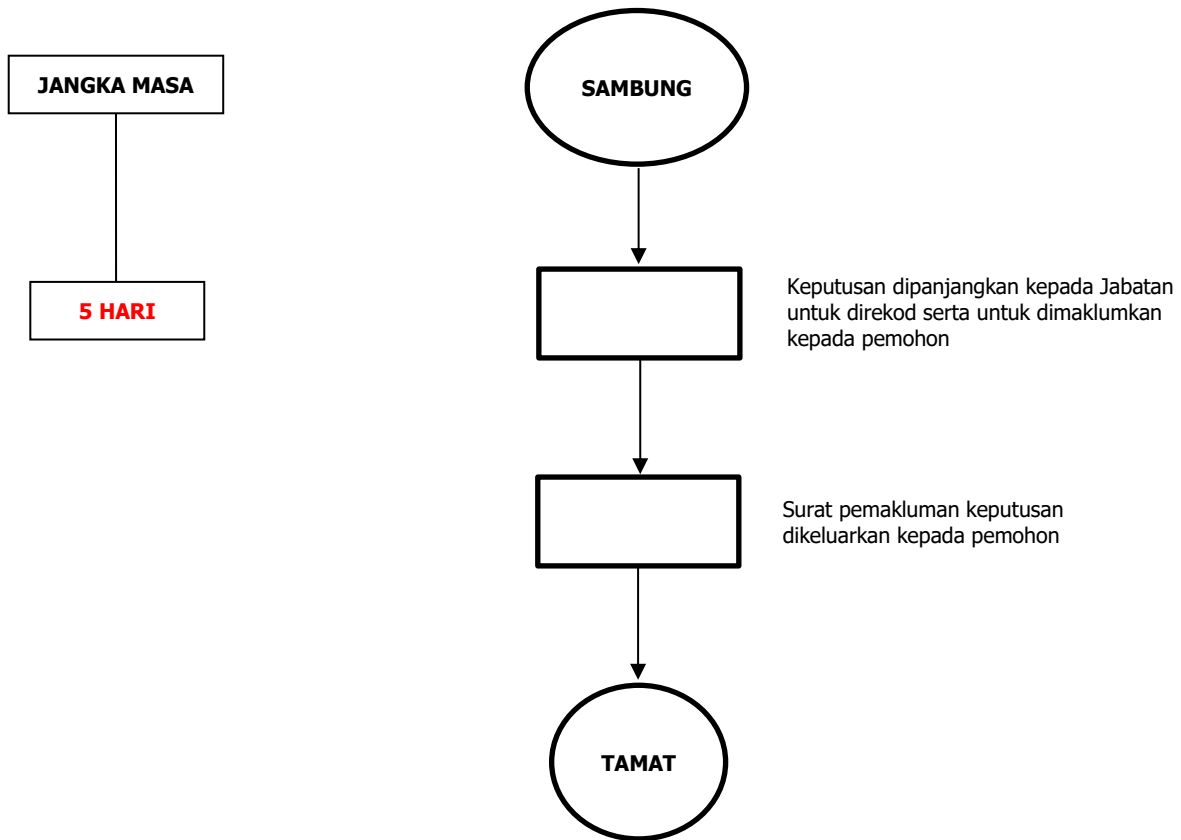 JANGKA MASA
SAMBUNG
5 HARI
Keputusan dipanjangkan kepada Jabatan
untuk direkod serta untuk dimaklumkan
kepada pemohon
Surat pemakluman keputusan
dikeluarkan kepada pemohon
TAMAT